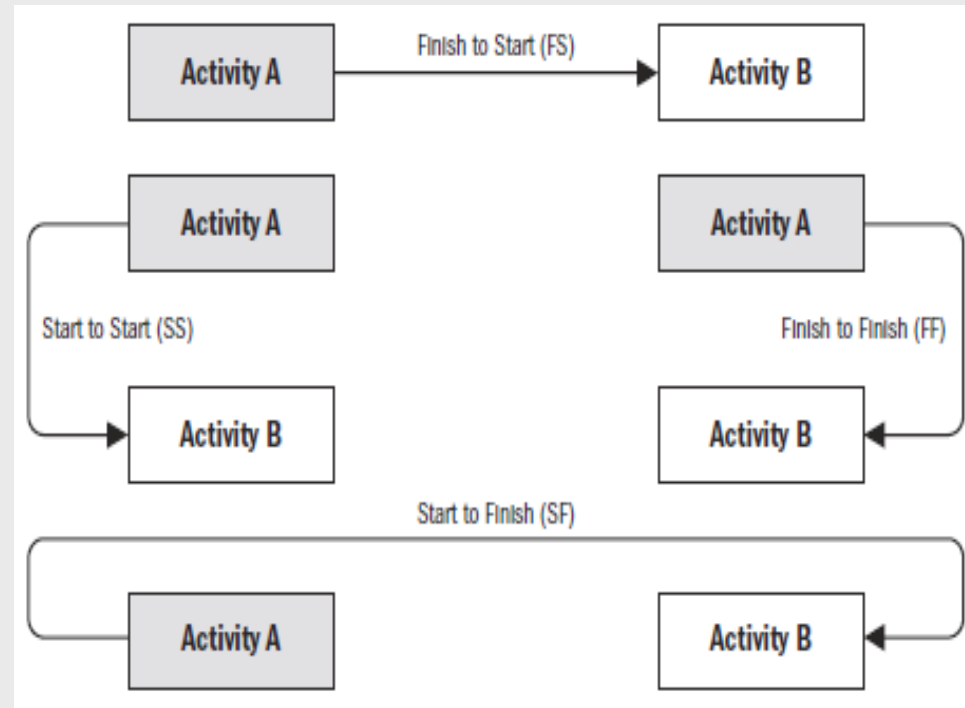 Finish to Start (FS)
Activity A
Activity B
Activity A
Activity A
Start to Start (SS)
Finish to Finish (FF)
Activity B
Activity B
Start to Finish (SF)
Activity A
Activity B